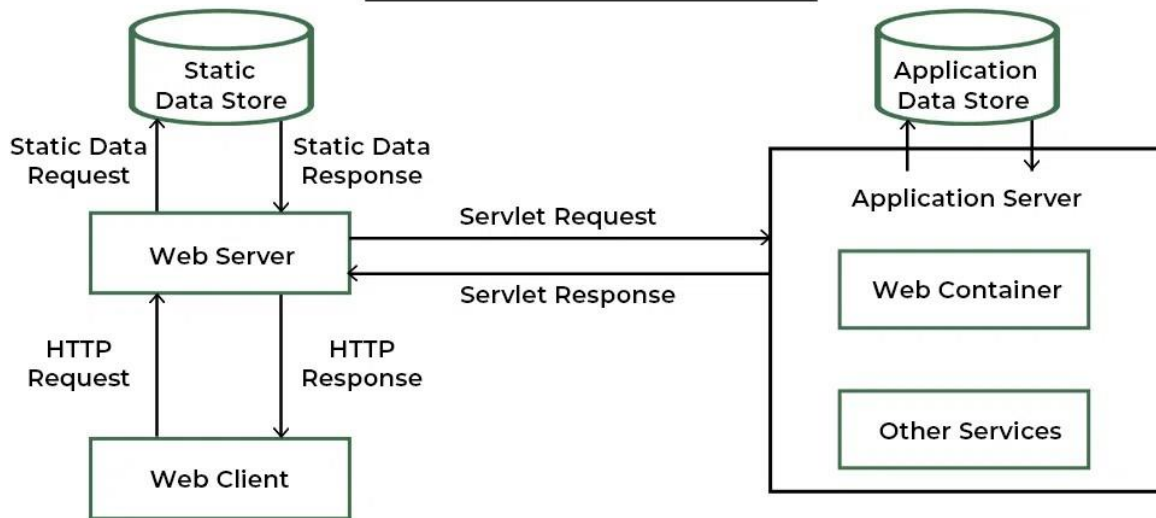 Static
Data Store
Application
Data Store
Static Data
Request
Static Data
Response
Application Server
Servlet Request
Web Server
Servlet Response
Web Container
HTTP
Request
HTTP
Response
Other Services
Web Client